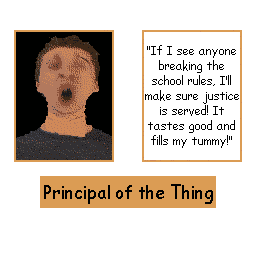 "If I see anyone
breaking the
school rules, I'll
make sure justice
is served! It
tastes good and
fills my tummy!"
Principal of the Thing